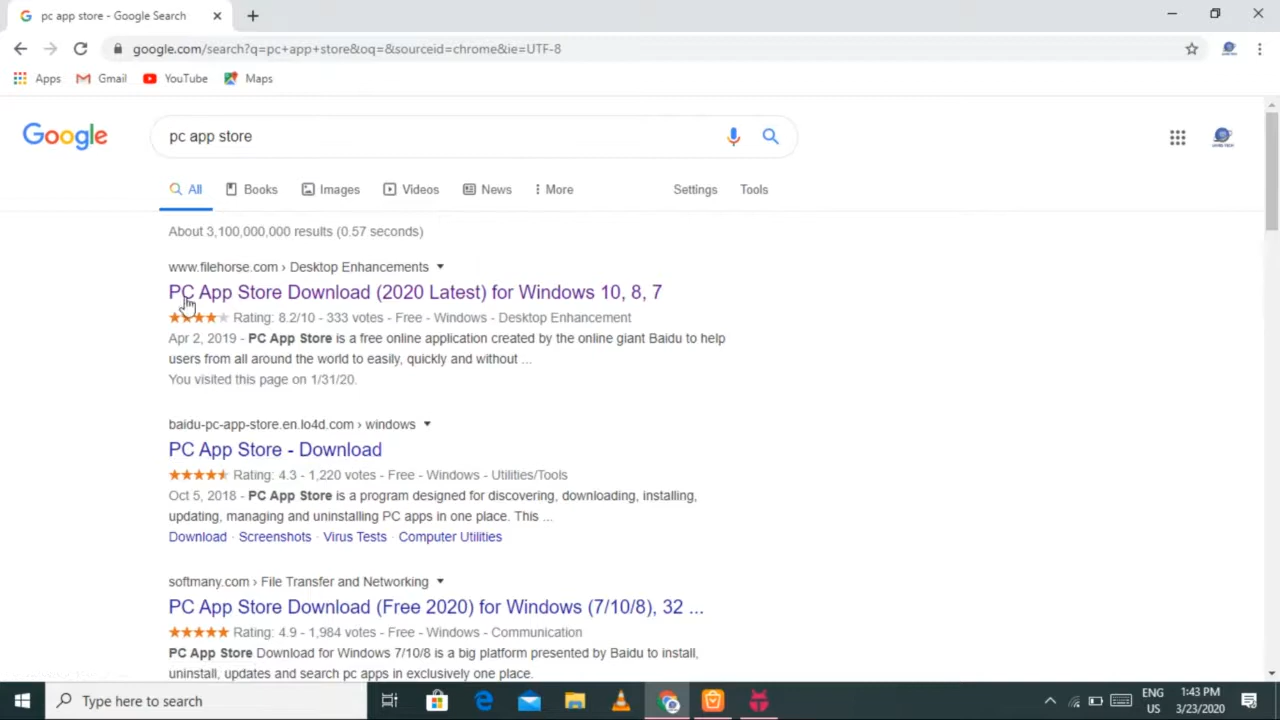 pc app store - Google Search
google.com/search?q=pc+app+store&oq=&sourceid=chrome&ie=UTF-8
Apps Gmail YouTube Maps
Google pc app store
All Books Images Videos News More Settings Tools
About 3,100,000,000 results (0.57 seconds)
www.filehorse.com › Desktop Enhancements
PC App Store Download (2020 Latest) for Windows 10, 8, 7
Rating: 8.2/10 - 333 votes - Free - Windows - Desktop Enhancement
Apr 2, 2019 - PC App Store is a free online application created by the online giant Baidu to help
users from all around the world to easily, quickly and without ...
You visited this page on 1/31/20.
baidu-pc-app-store.en.lo4d.com › windows
PC App Store - Download
Rating: 4.3 - 1,220 votes - Free - Windows - Utilities/Tools
Oct 5, 2018 - PC App Store is a program designed for discovering, downloading, installing,
updating, managing and uninstalling PC apps in one place. This ...
Download · Screenshots · Virus Tests · Computer Utilities
softmany.com › File Transfer and Networking
PC App Store Download (Free 2020) for Windows (7/10/8), 32 ...
Rating: 4.9 - 1,984 votes - Free - Windows - Communication
PC App Store Download for Windows 7/10/8 is a big platform presented by Baidu to install,
uninstall, updates and search pc apps in exclusively one place.
Type here to search
ENG
US
1:43 PM
3/23/2020